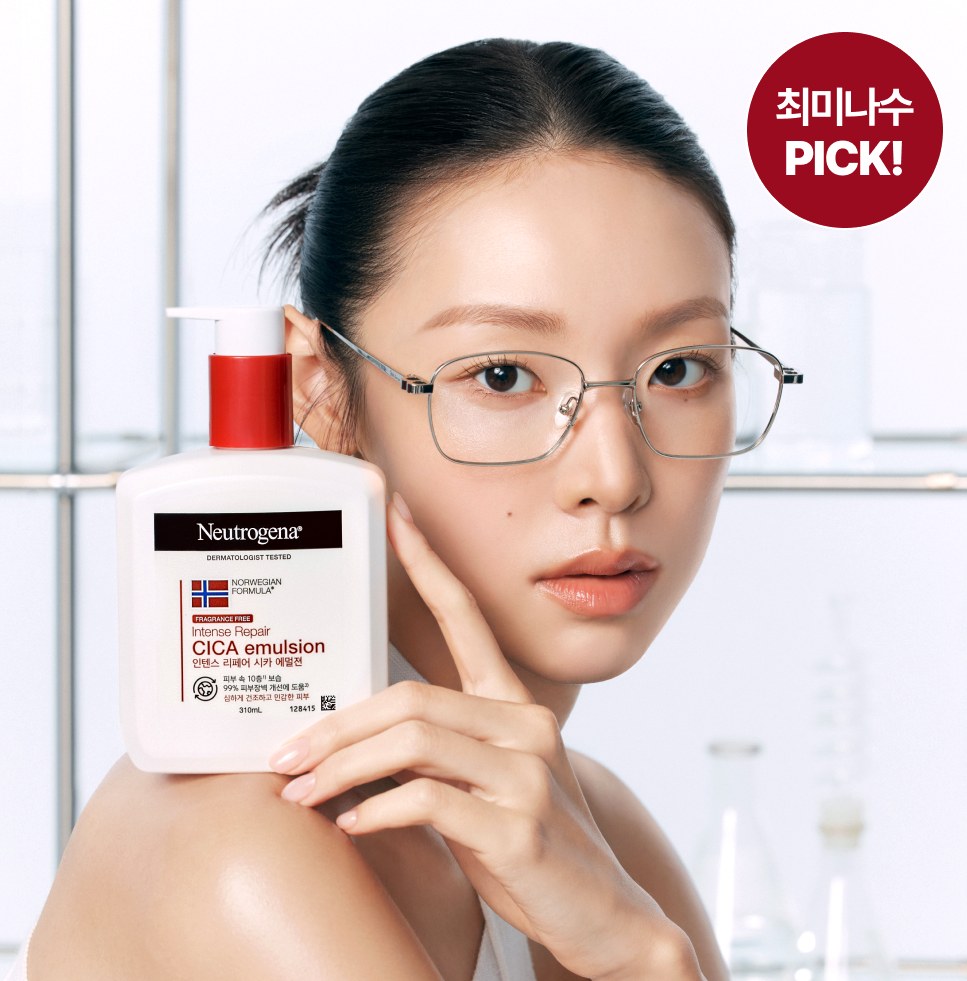 최미나수
PICK!
Neutrogena®
DERMATOLOGIST TESTED
NORWEGIAN
FORMULA*
FRAGRANCE FREE
Intense Repair
CICA emulsion
인텐스 리페어 시카 에멀젼
피부 속 10층¹⁾ 보습
99% 피부장벽 개선에 도움²⁾
심하게 건조하고 민감한 피부
310mL 128415